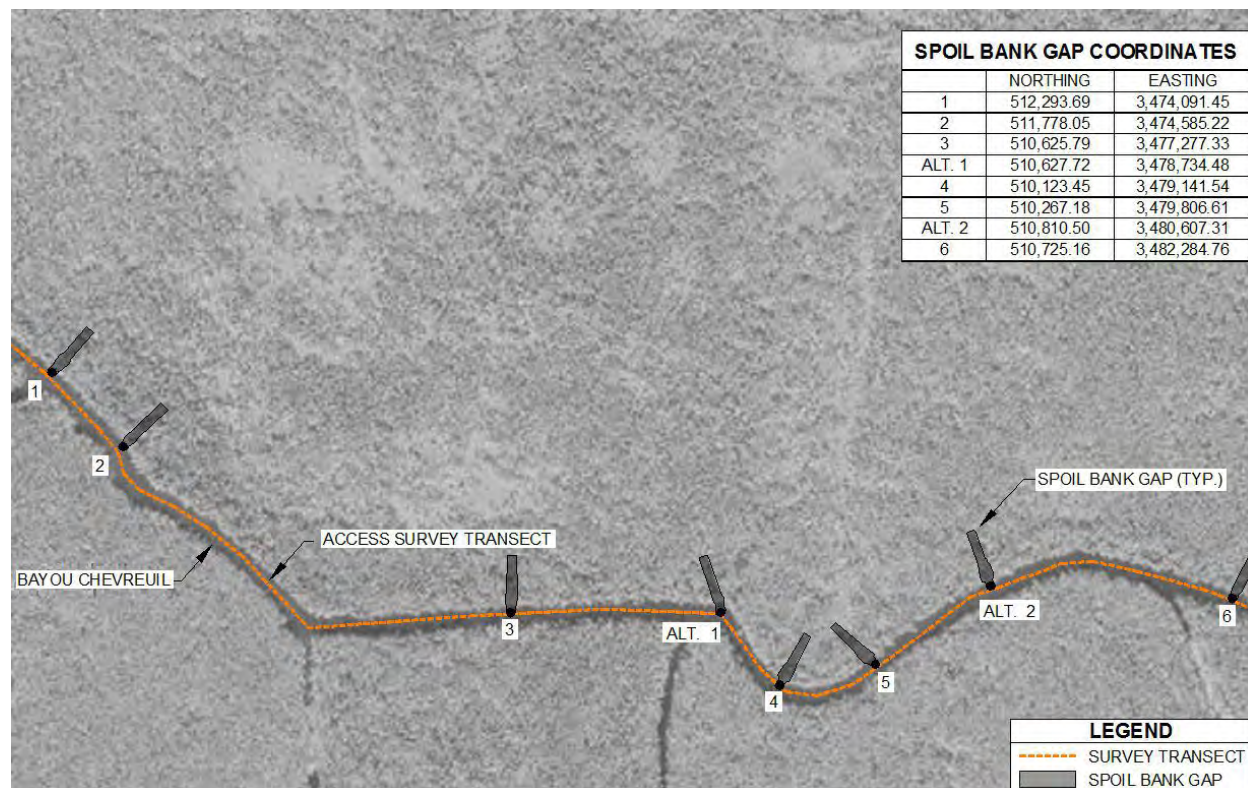 SPOIL BANK GAP COORDINATES
NORTHING EASTING
1 512,293.69 3,474,091.45
2 511,778.05 3,474,585.22
3 510,625.79 3,477,277.33
ALT. 1 510,627.72 3,478,734.48
4 510,123.45 3,479,141.54
5 510,267.18 3,479,806.61
ALT. 2 510,810.50 3,480,607.31
6 510,725.16 3,482,284.76
1
2
SPOIL BANK GAP (TYP.)
ACCESS SURVEY TRANSECT
BAYOU CHEVREUIL
3
ALT. 1
ALT. 2
6
4
5
LEGEND
SURVEY TRANSECT
SPOIL BANK GAP